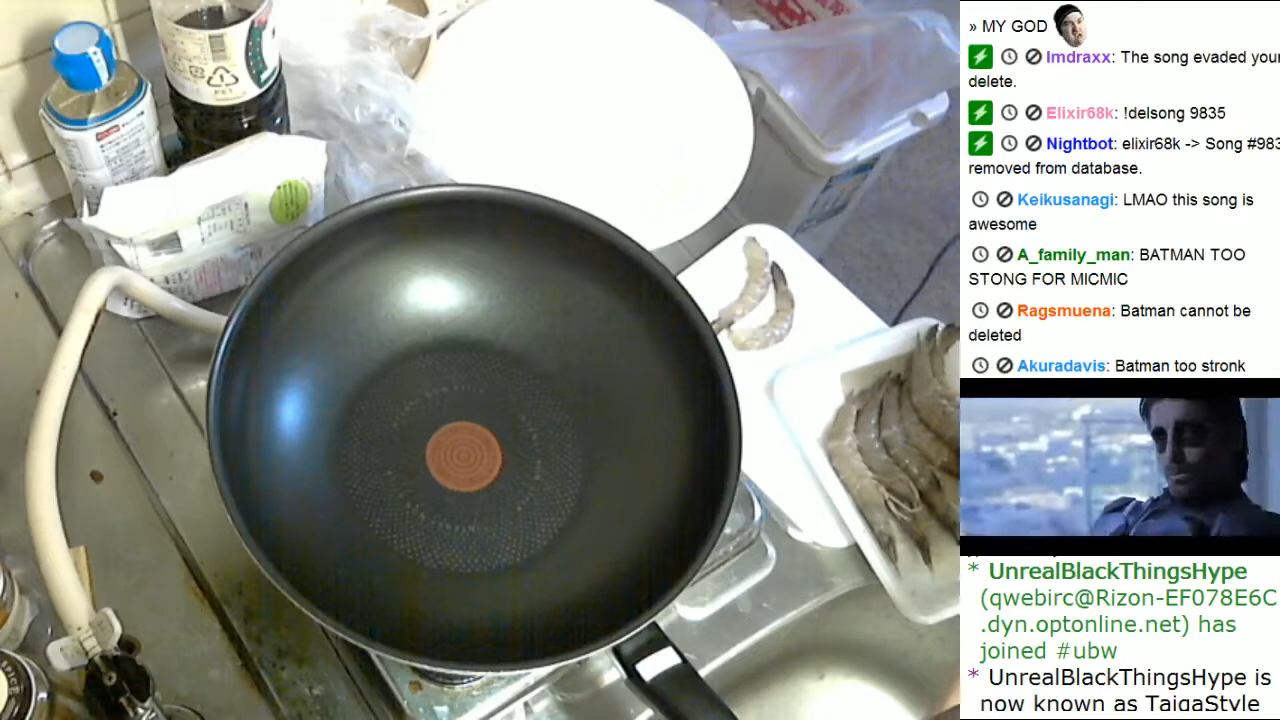 » MY GOD
Imdraxx: The song evaded your
delete.
Elixir68k: !delsong 9835
Nightbot: elixir68k -> Song #983
removed from database.
Keikusanagi: LMAO this song is
awesome
A_family_man: BATMAN TOO
STONG FOR MICMIC
Ragsmuena: Batman cannot be
deleted
Akuradavis: Batman too stronk
* UnrealBlackThingsHype
(qwebirc@Rizon-EF078E6C
.dyn.optonline.net) has
joined #ubw
* UnrealBlackThingsHype is
now known as TaigaStyle